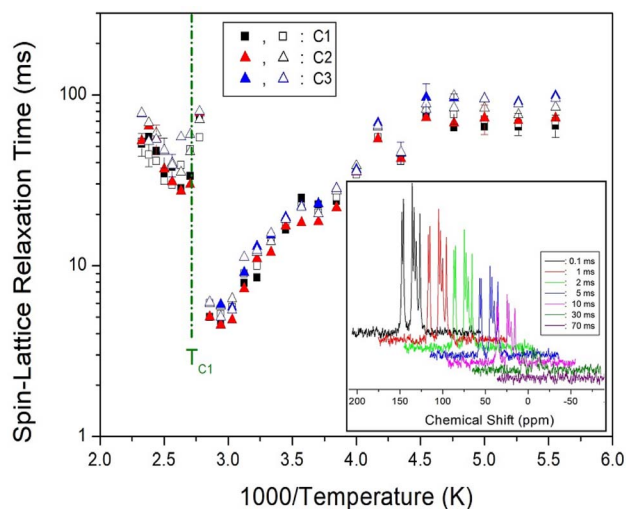 Spin-Lattice Relaxation Time (ms)
100
10
1
■ , □ : C1
▲ , △ : C2
▲ , △ : C3
T C1
: 0.1 ms
: 1 ms
: 2 ms
: 5 ms
: 10 ms
: 30 ms
: 70 ms
200 150 100 50 0 -50
Chemical Shift (ppm)
2.0 2.5 3.0 3.5 4.0 4.5 5.0 5.5 6.0
1000/Temperature (K)